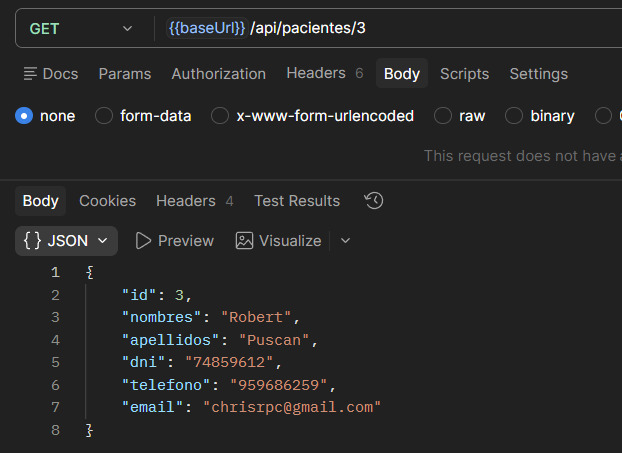 GET {{baseUrl}} /api/pacientes/3
Docs Params Authorization Headers 6 Body Scripts Settings
none form-data x-www-form-urlencoded raw binary
This request does not have a
Body Cookies Headers 4 Test Results
{} JSON Preview Visualize
1 {
2 "id": 3,
3 "nombres": "Robert",
4 "apellidos": "Puscan",
5 "dni": "74859612",
6 "telefono": "959686259",
7 "email": "chrisrpc@gmail.com"
8 }